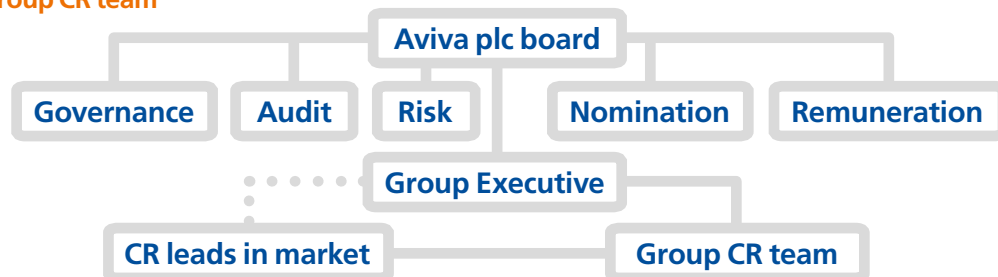 roup CR team
Aviva plc board
Governance Audit Risk Nomination Remuneration
Group Executive
CR leads in market Group CR team